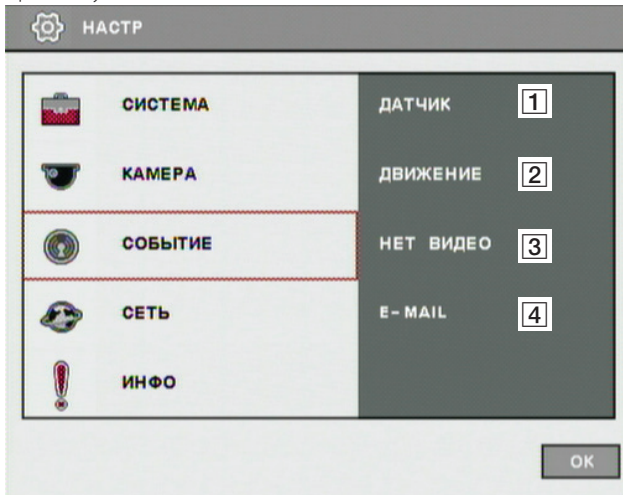 НАСТР
СИСТЕМА ДАТЧИК 1
КАМЕРА ДВИЖЕНИЕ 2
СОБЫТИЕ НЕТ ВИДЕО 3
СЕТЬ E-MAIL 4
ИНФО
OK